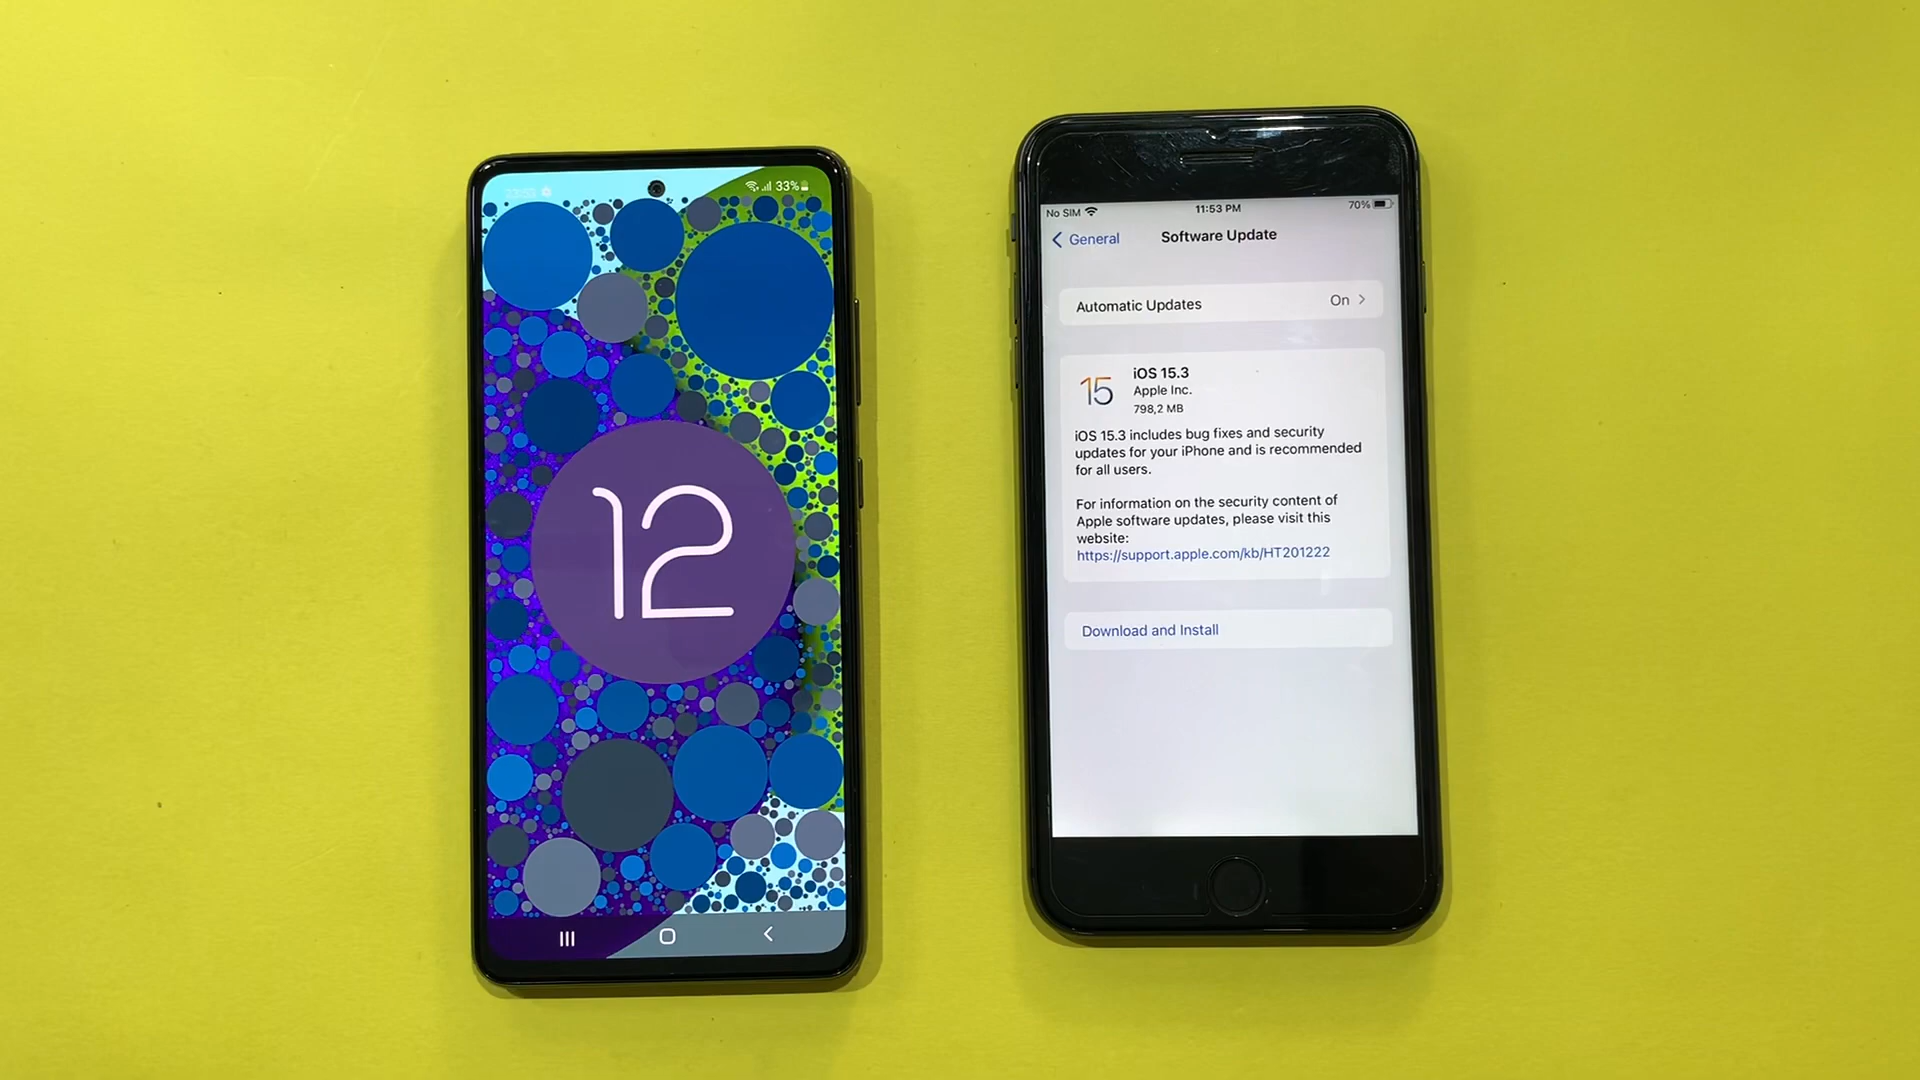 33%
12
No SIM
11:53 PM
70%
General
Software Update
Automatic Updates
On
15
iOS 15.3
Apple Inc.
798,2 MB
iOS 15.3 includes bug fixes and security
updates for your iPhone and is recommended
for all users.
For information on the security content of
Apple software updates, please visit this
website:
https://support.apple.com/kb/HT201222
Download and Install